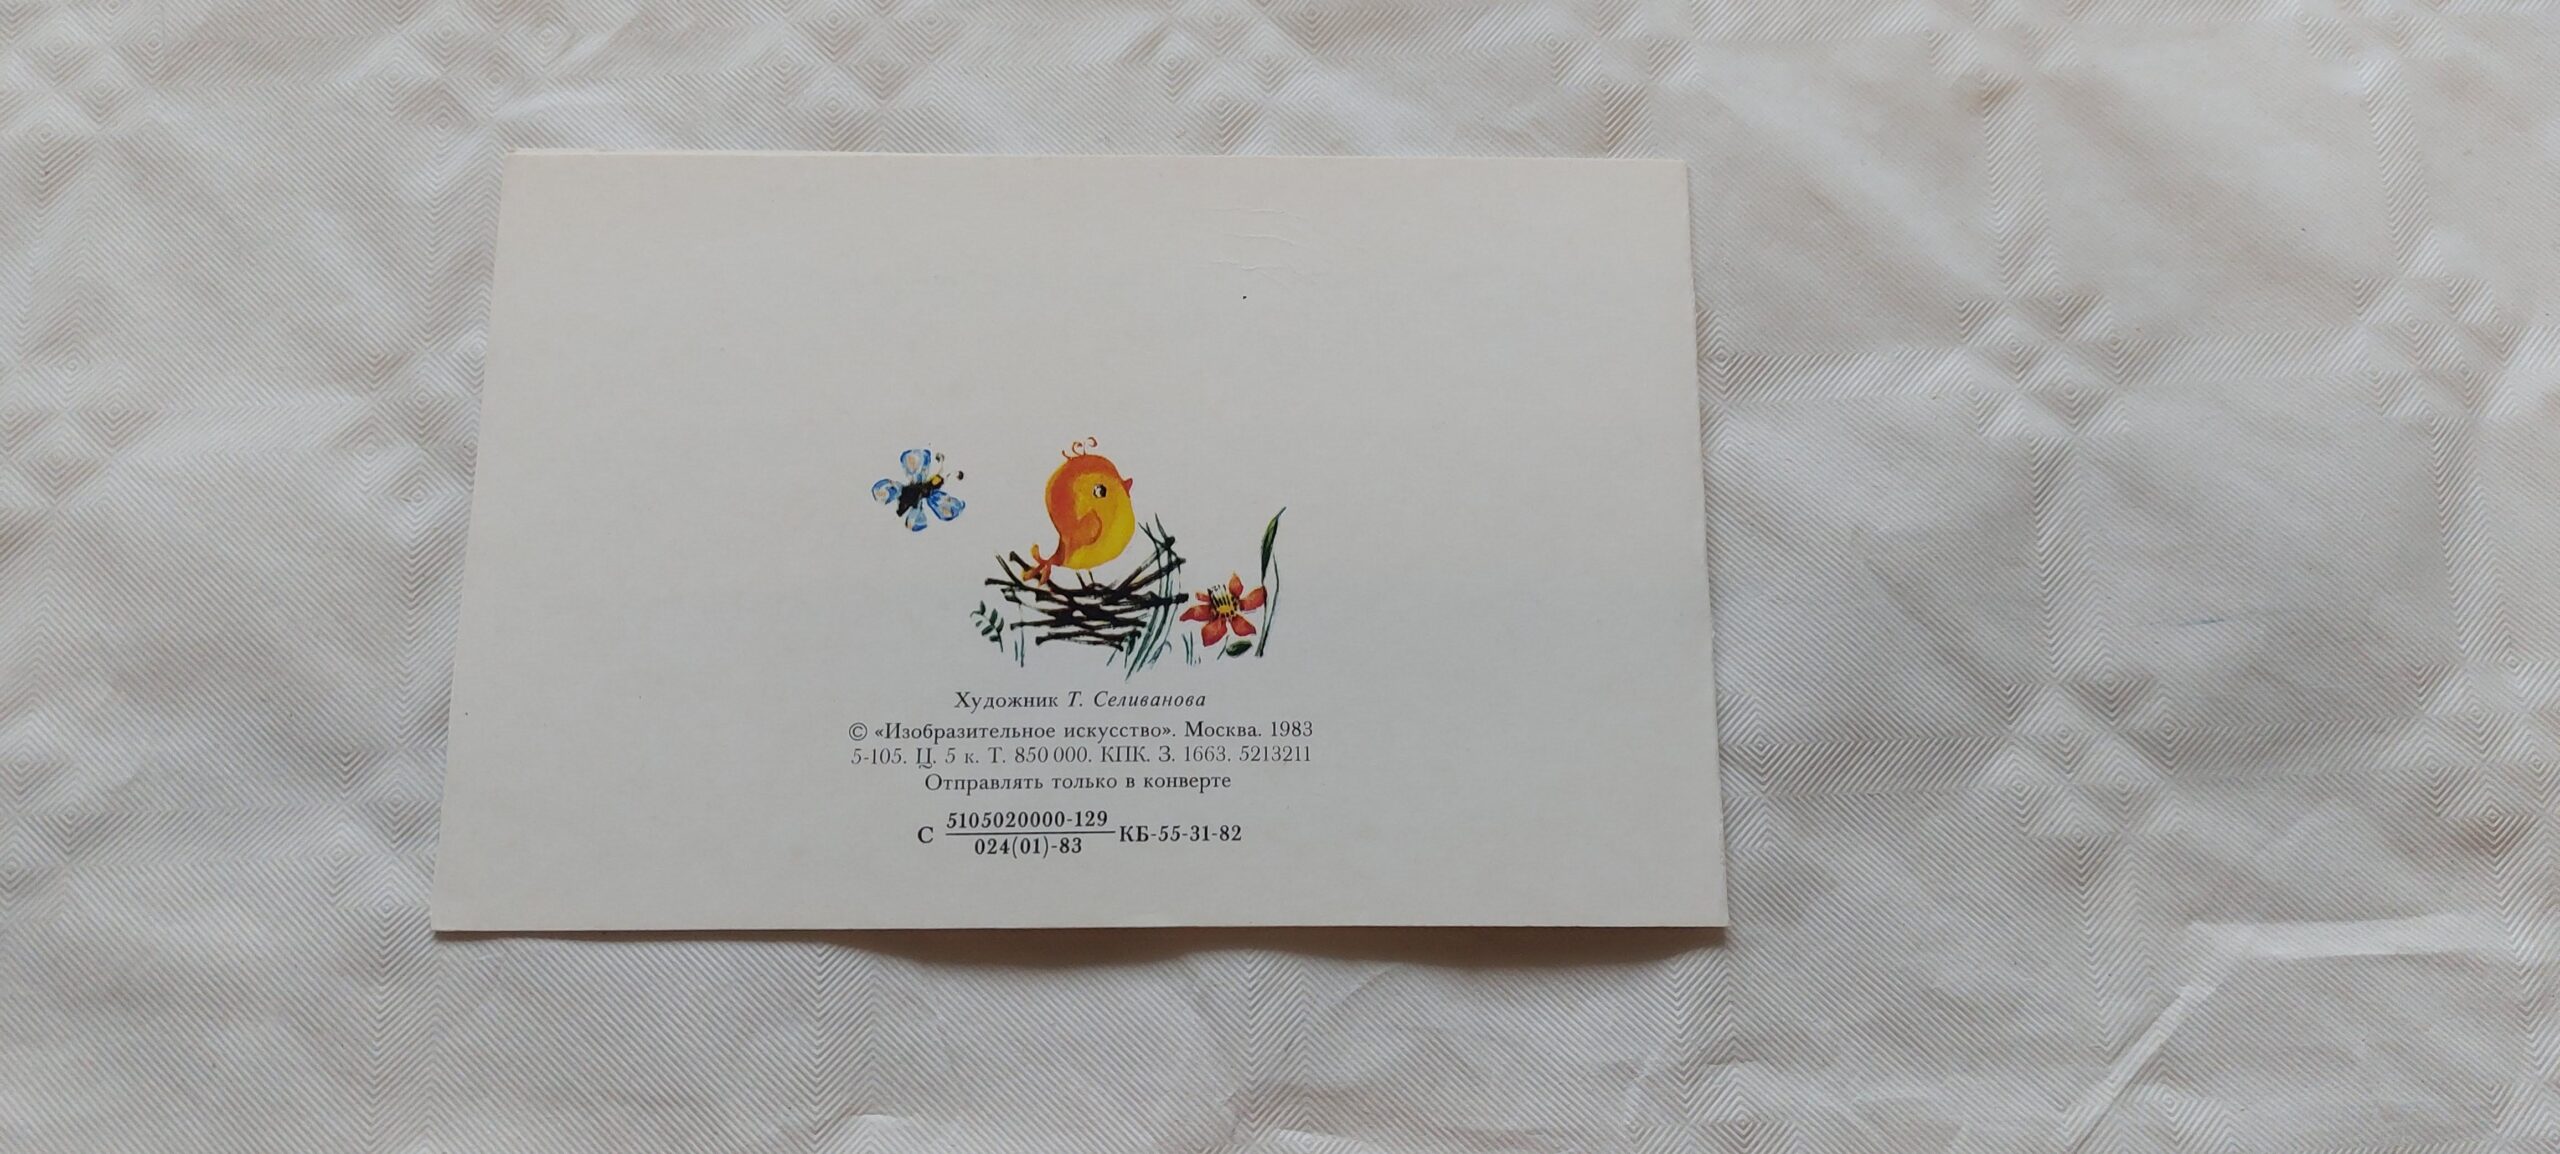 Художник Т. Селиванова
© «Изобразительное искусство». Москва. 1983
5-105. Ц. 5 к. Т. 850 000. КПК. З. 1663. 5213211
Отправлять только в конверте
С 5105020000-129 КБ-55-31-82
024(01)-83